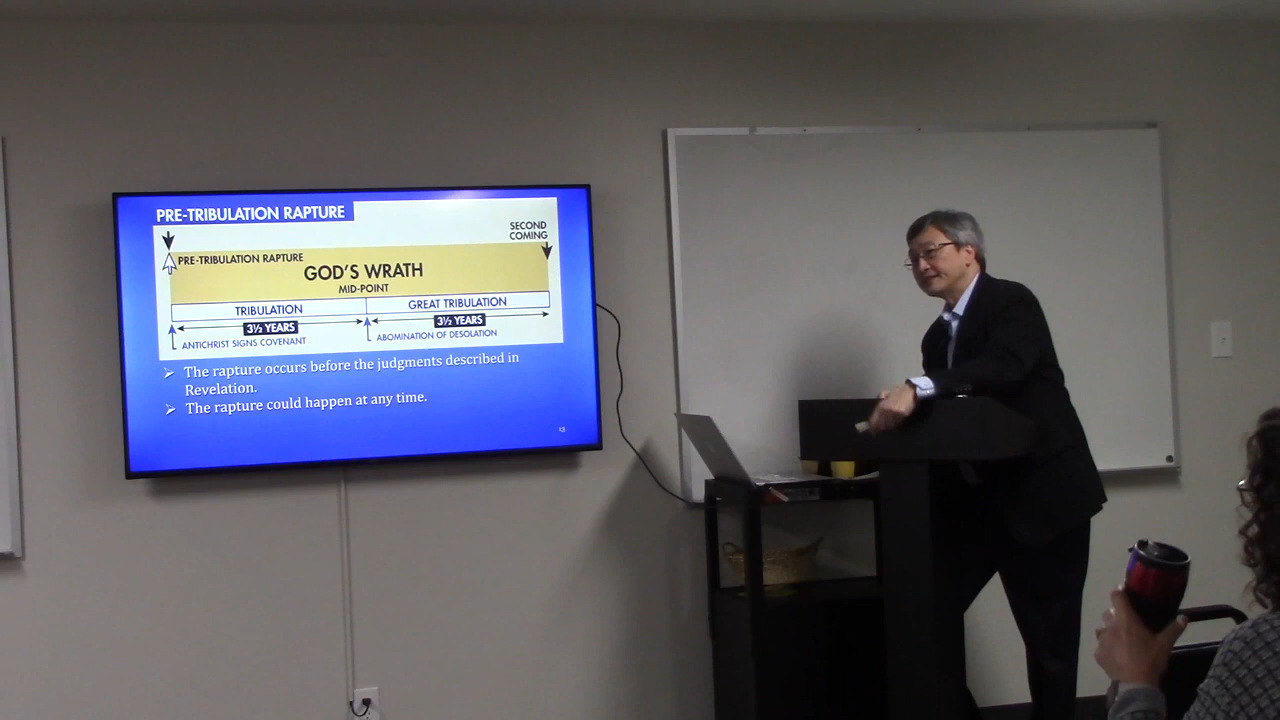 PRE-TRIBULATION RAPTURE
SECOND
COMING
PRE-TRIBULATION RAPTURE
GOD'S WRATH
MID-POINT
TRIBULATION
GREAT TRIBULATION
3½ YEARS
3½ YEARS
ANTICHRIST SIGNS COVENANT
ABOMINATION OF DESOLATION
➢ The rapture occurs before the judgments described in
Revelation.
➢ The rapture could happen at any time.
13